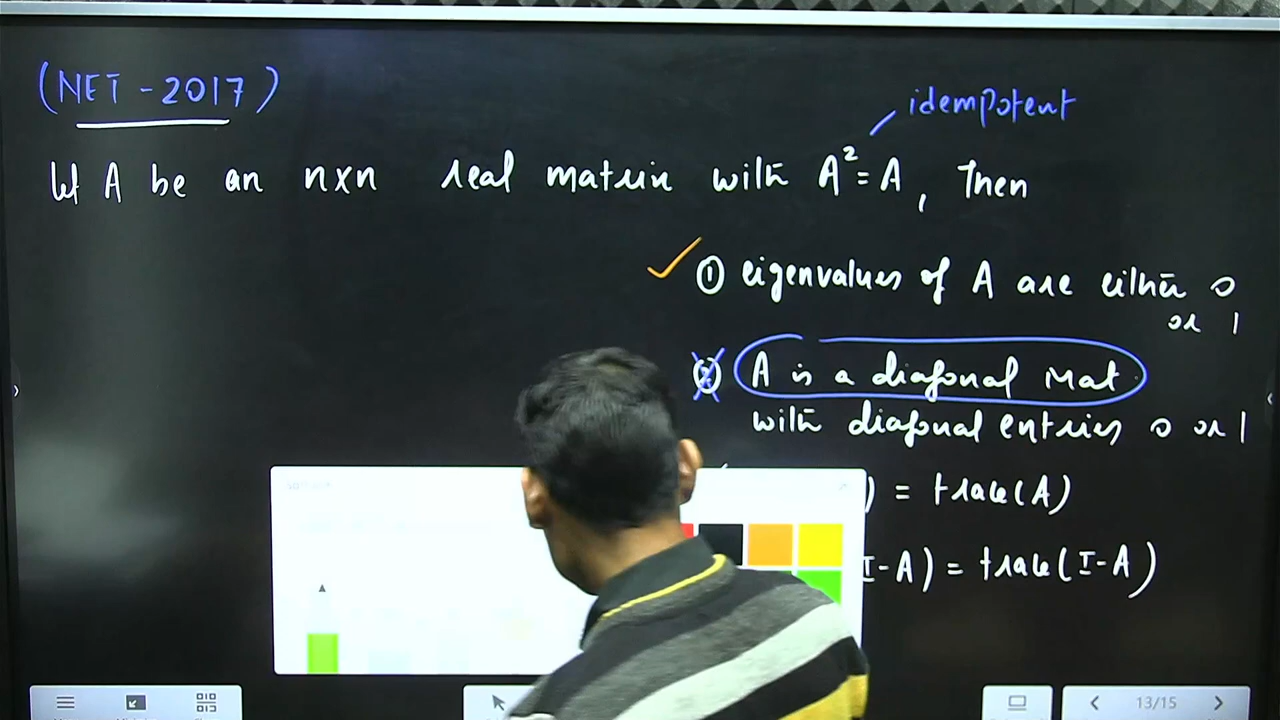 (NET - 2017)
idempotent
Let A be an n×n real matrix with A² = A, Then
① eigenvalues of A are either 0
or 1
② A is a diagonal Mat
with diagonal entries 0 or 1
) = trace(A)
I-A) = trace(I-A)
13/15